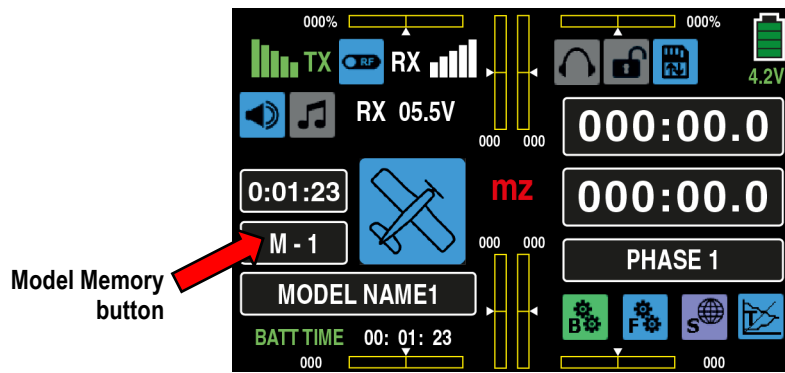 000%
000%
TX
RF
RX
4.2V
RX 05.5V
000 000
000:00.0
0:01:23
mz
000:00.0
M - 1
000 000
PHASE 1
Model Memory
button
MODEL NAME1
B
F
S
T
BATT TIME 00: 01: 23
000
000